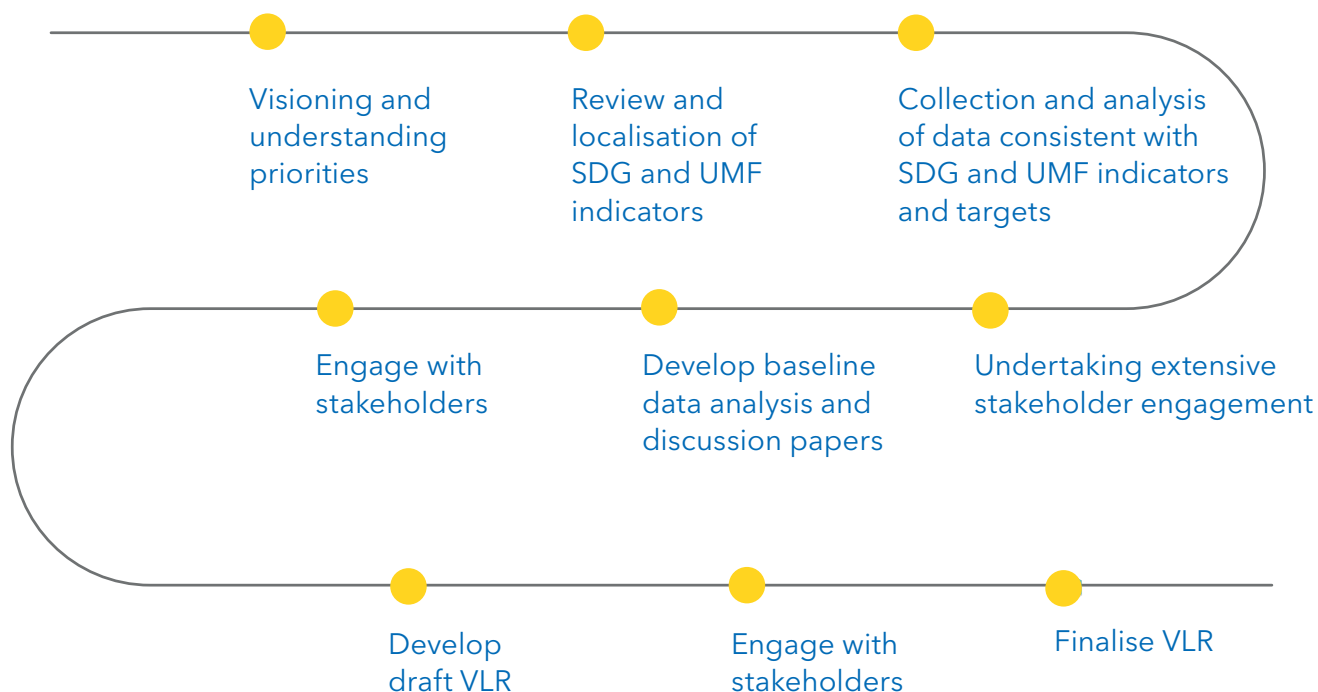 Visioning and
understanding
priorities
Review and
localisation of
SDG and UMF
indicators
Collection and analysis
of data consistent with
SDG and UMF indicators
and targets
Engage with
stakeholders
Develop baseline
data analysis and
discussion papers
Undertaking extensive
stakeholder engagement
Develop
draft VLR
Engage with
stakeholders
Finalise VLR